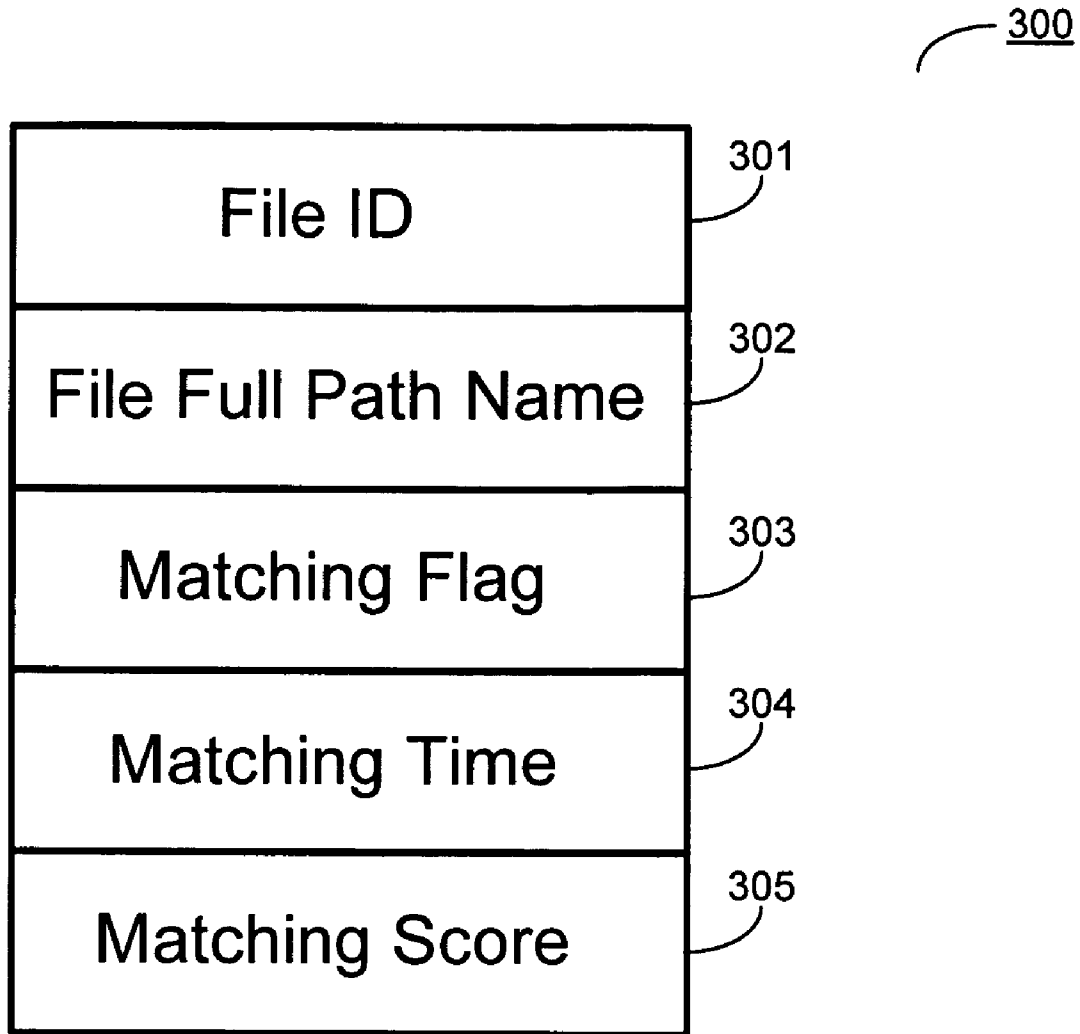 300
File ID
301
File Full Path Name
302
Matching Flag
303
Matching Time
304
Matching Score
305